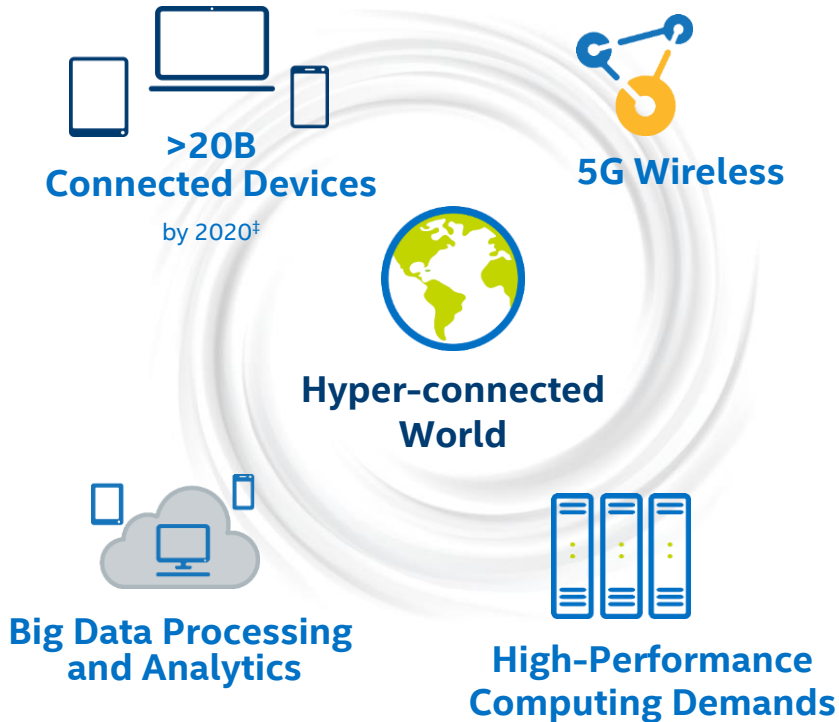 >20B
Connected Devices
by 2020‡
5G Wireless
Hyper-connected
World
Big Data Processing
and Analytics
High-Performance
Computing Demands